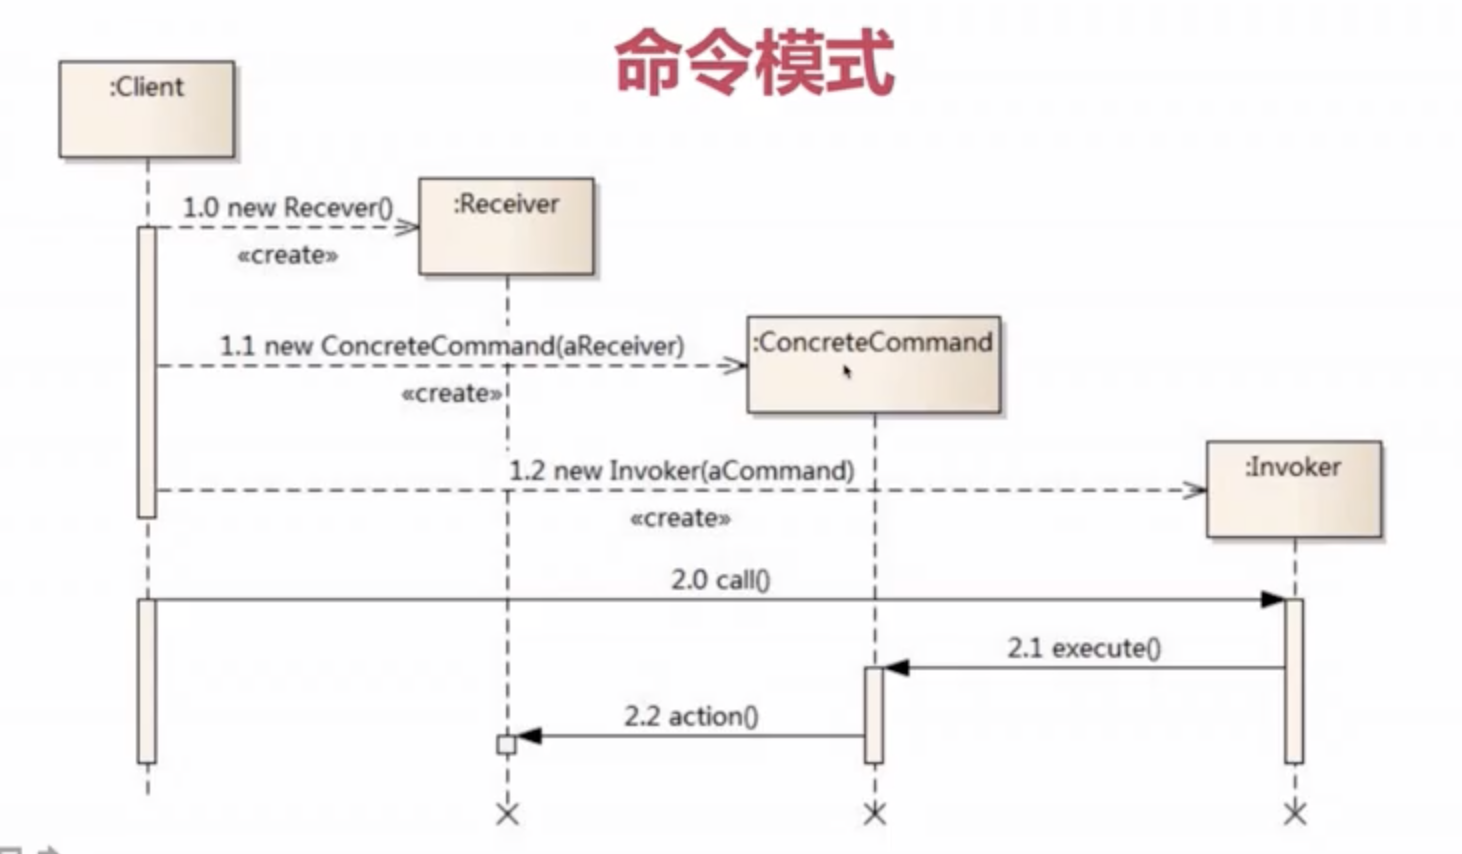 命令模式
:Client
1.0 new Recever()
«create»
:Receiver
1.1 new ConcreteCommand(aReceiver)
«create»
:ConcreteCommand
1.2 new Invoker(aCommand)
«create»
:Invoker
2.0 call()
2.1 execute()
2.2 action()